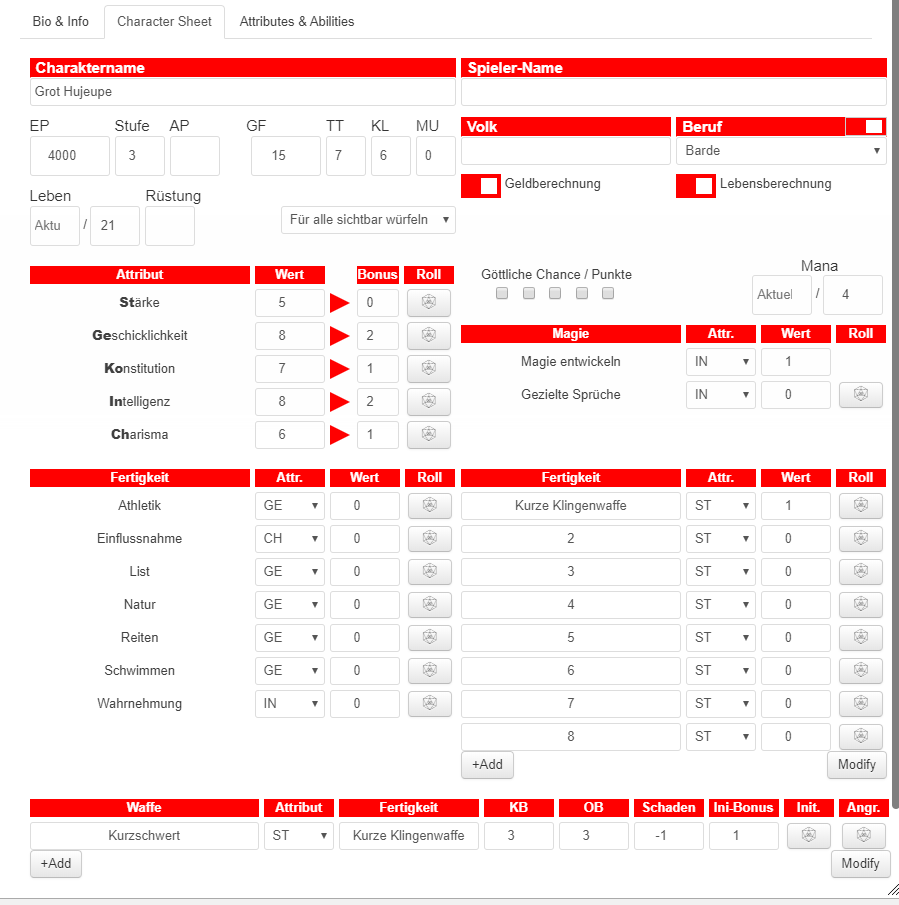 Bio & Info Character Sheet Attributes & Abilities
Charaktername Spieler-Name
Grot Hujeupe
EP Stufe AP GF TT KL MU Volk Beruf
4000 3 15 7 6 0 Barde
Geldberechnung Lebensberechnung
Leben Rüstung
Aktu / 21 Für alle sichtbar würfeln
Attribut Wert Bonus Roll Göttliche Chance / Punkte Mana
Stärke 5 0 Aktuel / 4
Geschicklichkeit 8 2 Magie Attr. Wert Roll
Konstitution 7 1 Magie entwickeln IN 1
Intelligenz 8 2 Gezielte Sprüche IN 0
Charisma 6 1
Fertigkeit Attr. Wert Roll Fertigkeit Attr. Wert Roll
Athletik GE 0 Kurze Klingenwaffe ST 1
Einflussnahme CH 0 2 ST 0
List GE 0 3 ST 0
Natur GE 0 4 ST 0
Reiten GE 0 5 ST 0
Schwimmen GE 0 6 ST 0
Wahrnehmung IN 0 7 ST 0
8 ST 0
+Add Modify
Waffe Attribut Fertigkeit KB OB Schaden Ini-Bonus Init. Angr.
Kurzschwert ST Kurze Klingenwaffe 3 3 -1 1
+Add Modify